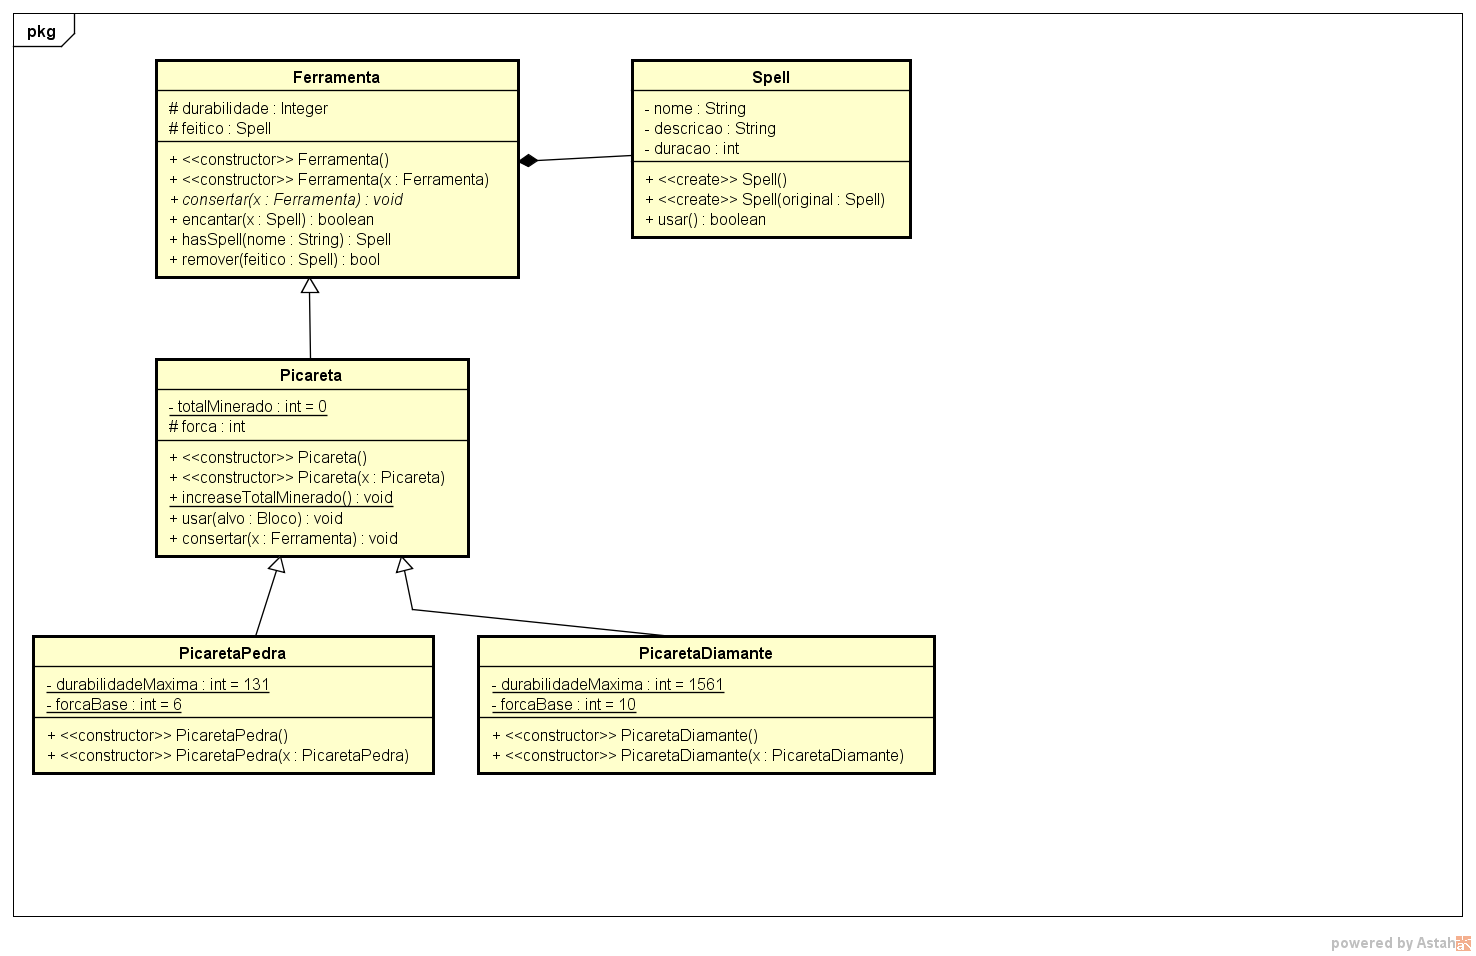 pkg
Ferramenta
# durabilidade : Integer
# feitico : Spell
+ <<constructor>> Ferramenta()
+ <<constructor>> Ferramenta(x : Ferramenta)
+ consertar(x : Ferramenta) : void
+ encantar(x : Spell) : boolean
+ hasSpell(nome : String) : Spell
+ remover(feitico : Spell) : bool
Spell
- nome : String
- descricao : String
- duracao : int
+ <<create>> Spell()
+ <<create>> Spell(original : Spell)
+ usar() : boolean
Picareta
- totalMinerado : int = 0
# forca : int
+ <<constructor>> Picareta()
+ <<constructor>> Picareta(x : Picareta)
+ increaseTotalMinerado() : void
+ usar(alvo : Bloco) : void
+ consertar(x : Ferramenta) : void
PicaretaPedra
- durabilidadeMaxima : int = 131
- forcaBase : int = 6
+ <<constructor>> PicaretaPedra()
+ <<constructor>> PicaretaPedra(x : PicaretaPedra)
PicaretaDiamante
- durabilidadeMaxima : int = 1561
- forcaBase : int = 10
+ <<constructor>> PicaretaDiamante()
+ <<constructor>> PicaretaDiamante(x : PicaretaDiamante)
powered by Astah